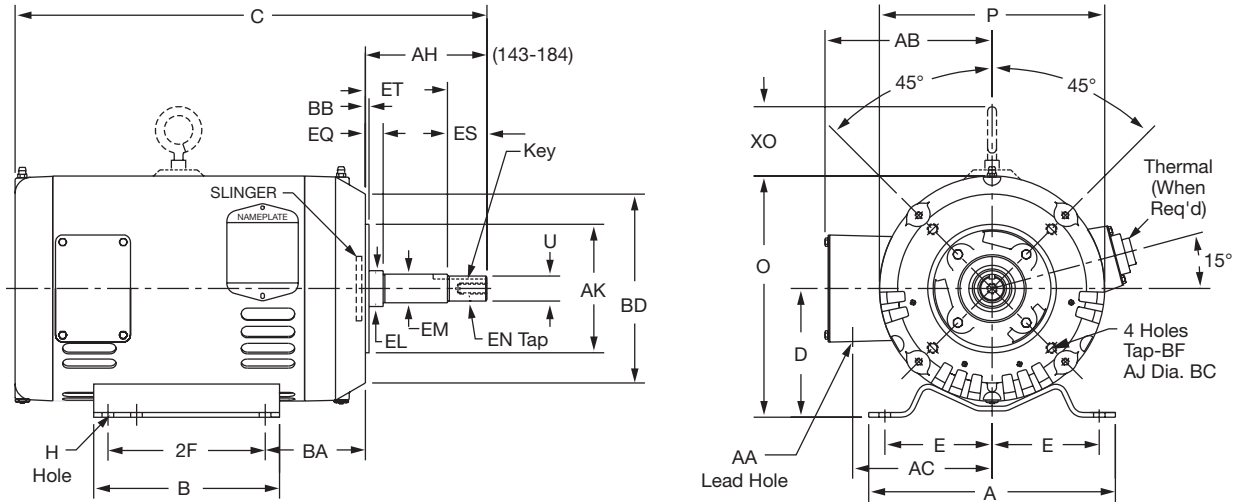 C
AH (143-184)
ET
BB
EQ
ES
Key
SLINGER
NAMEPLATE
U
AK
BD
EL
EM
EN Tap
H
Hole
2F
BA
B
P
AB
45° 45°
XO
Thermal
(When
Req'd)
15°
O
D
4 Holes
Tap-BF
AJ Dia. BC
E E
AA
Lead Hole
AC
A